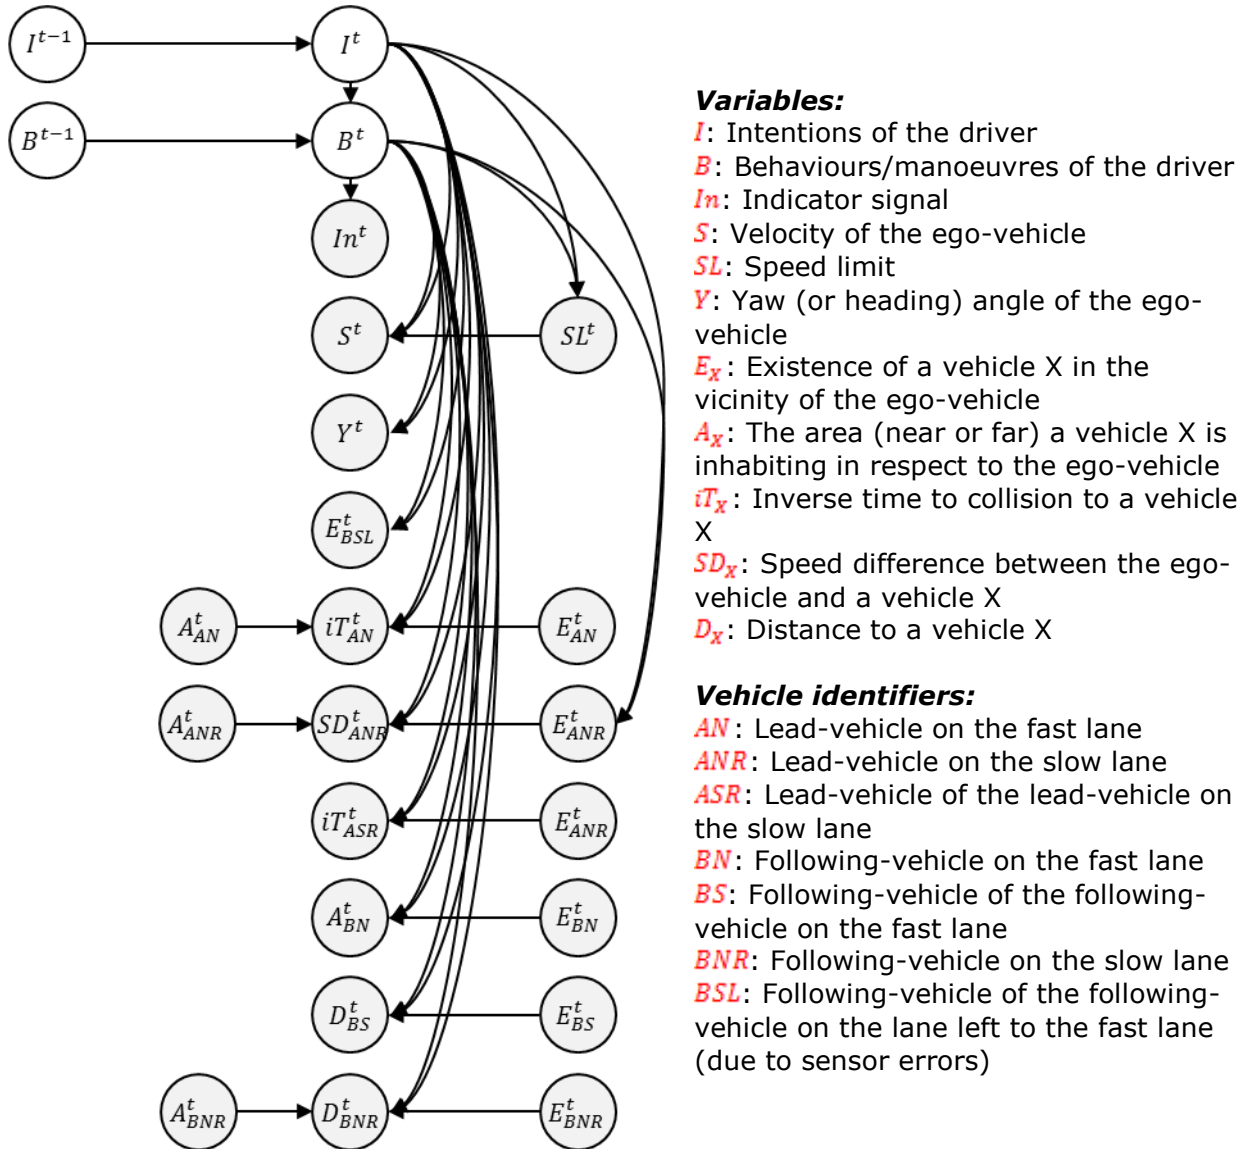 I^{t−1}
I^t
B^{t−1}
B^t
In^t
S^t
SL^t
Y^t
E^t_{BSL}
A^t_{AN}
iT^t_{AN}
E^t_{AN}
A^t_{ANR}
SD^t_{ANR}
E^t_{ANR}
iT^t_{ASR}
E^t_{ANR}
A^t_{BN}
E^t_{BN}
D^t_{BS}
E^t_{BS}
A^t_{BNR}
D^t_{BNR}
E^t_{BNR}
Variables:
I: Intentions of the driver
B: Behaviours/manoeuvres of the driver
In: Indicator signal
S: Velocity of the ego-vehicle
SL: Speed limit
Y: Yaw (or heading) angle of the ego-
vehicle
E_X: Existence of a vehicle X in the
vicinity of the ego-vehicle
A_X: The area (near or far) a vehicle X is
inhabiting in respect to the ego-vehicle
iT_X: Inverse time to collision to a vehicle
X
SD_X: Speed difference between the ego-
vehicle and a vehicle X
D_X: Distance to a vehicle X
Vehicle identifiers:
AN: Lead-vehicle on the fast lane
ANR: Lead-vehicle on the slow lane
ASR: Lead-vehicle of the lead-vehicle on
the slow lane
BN: Following-vehicle on the fast lane
BS: Following-vehicle of the following-
vehicle on the fast lane
BNR: Following-vehicle on the slow lane
BSL: Following-vehicle of the following-
vehicle on the lane left to the fast lane
(due to sensor errors)